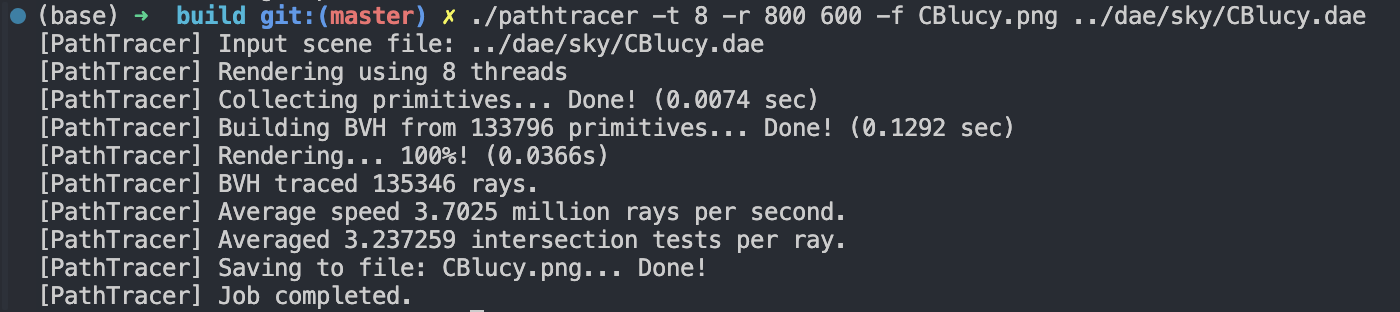 (base) ➜ build git:(master) ✗ ./pathtracer -t 8 -r 800 600 -f CBlucy.png ../dae/sky/CBlucy.dae
[PathTracer] Input scene file: ../dae/sky/CBlucy.dae
[PathTracer] Rendering using 8 threads
[PathTracer] Collecting primitives... Done! (0.0074 sec)
[PathTracer] Building BVH from 133796 primitives... Done! (0.1292 sec)
[PathTracer] Rendering... 100%! (0.0366s)
[PathTracer] BVH traced 135346 rays.
[PathTracer] Average speed 3.7025 million rays per second.
[PathTracer] Averaged 3.237259 intersection tests per ray.
[PathTracer] Saving to file: CBlucy.png... Done!
[PathTracer] Job completed.